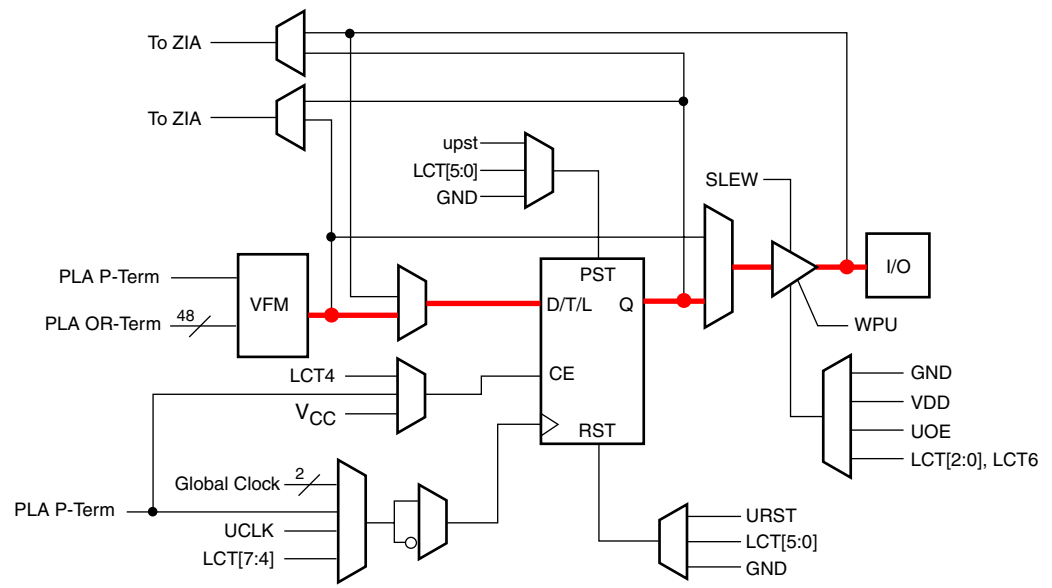 To ZIA
To ZIA
upst
LCT[5:0]
GND
SLEW
PLA P-Term
VFM
PST
I/O
PLA OR-Term
48
D/T/L
Q
WPU
LCT4
CE
GND
VCC
VDD
RST
UOE
LCT[2:0], LCT6
Global Clock
2
PLA P-Term
UCLK
URST
LCT[7:4]
LCT[5:0]
GND